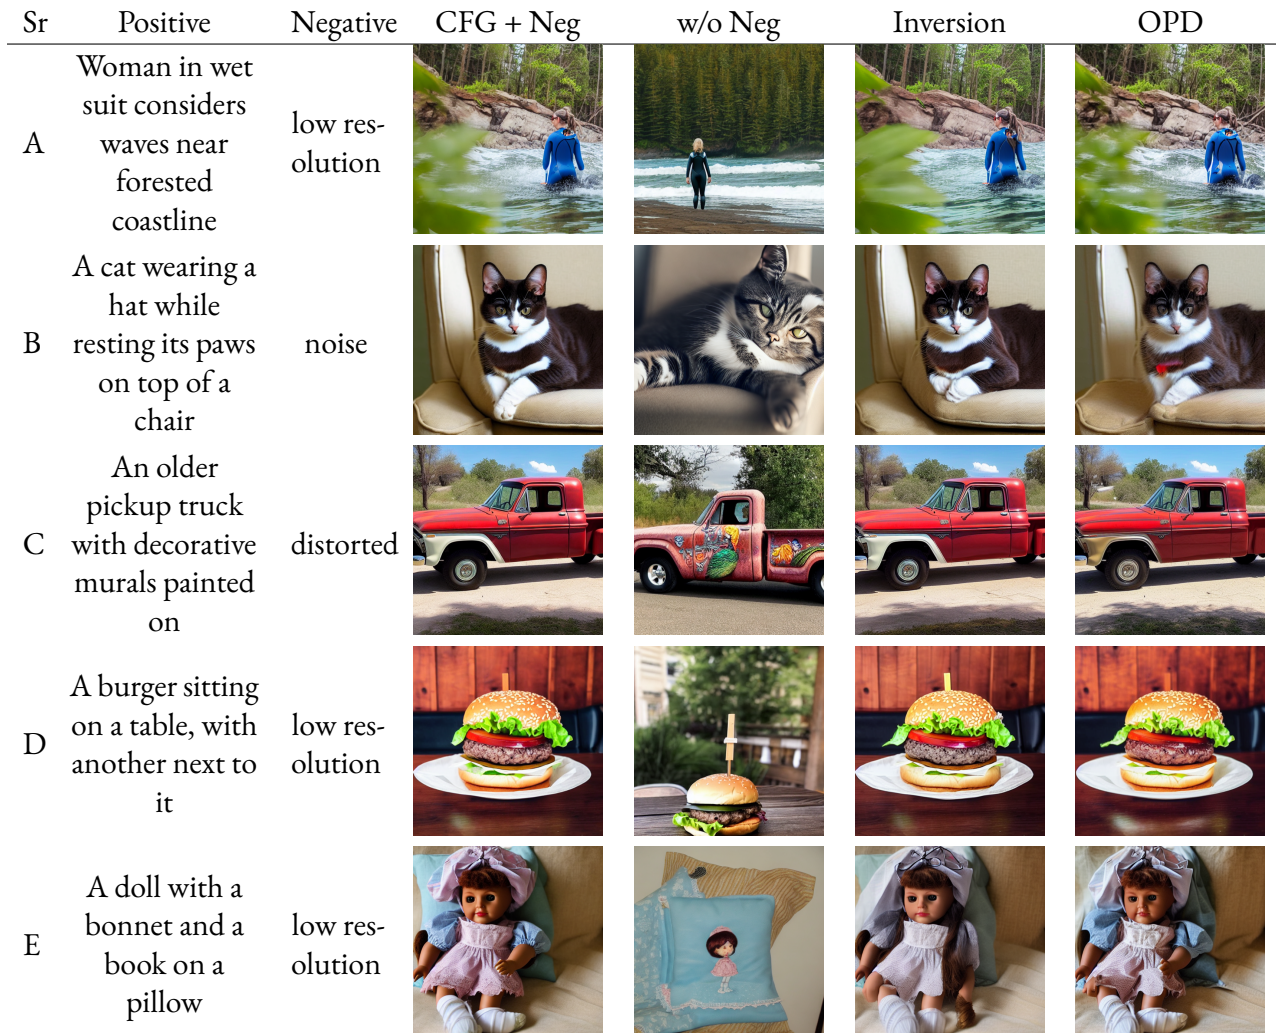 Sr Positive Negative CFG + Neg w/o Neg Inversion OPD
A
Woman in wet
suit considers
waves near
forested
coastline
low res-
olution
B
A cat wearing a
hat while
resting its paws
on top of a
chair
noise
C
An older
pickup truck
with decorative
murals painted
on
distorted
D
A burger sitting
on a table, with
another next to
it
low res-
olution
E
A doll with a
bonnet and a
book on a
pillow
low res-
olution